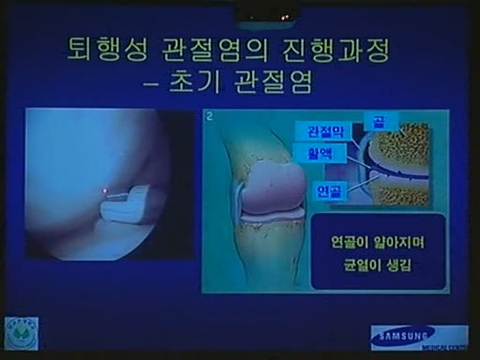 퇴행성 관절염의 진행과정
– 초기 관절염
2
골
관절막
활액
연골
연골이 얇아지며
균열이 생김
SAMSUNG
MEDICAL CENTER